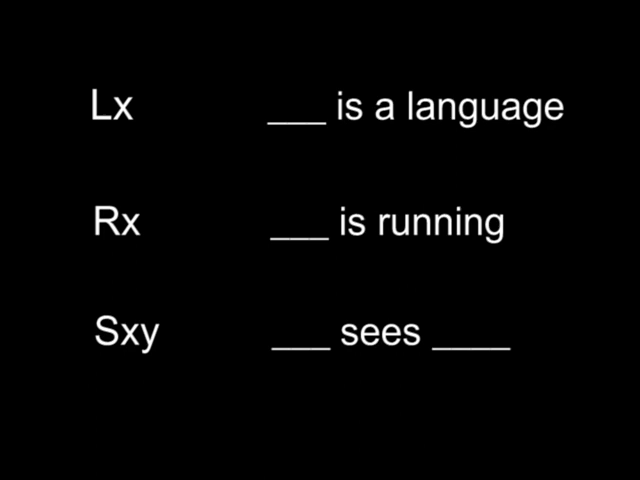 Lx ___ is a language
Rx ___ is running
Sxy ___ sees ____